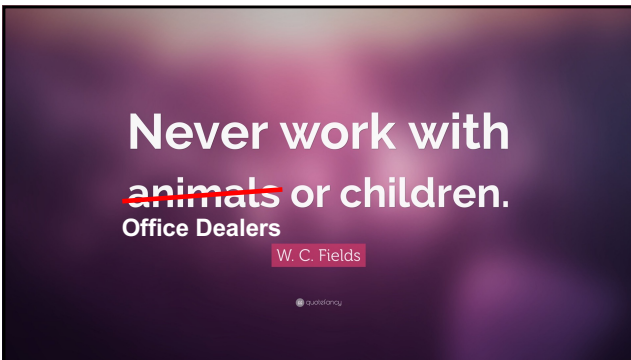 Never work with
animals or children.
Office Dealers
W. C. Fields
quotefancy